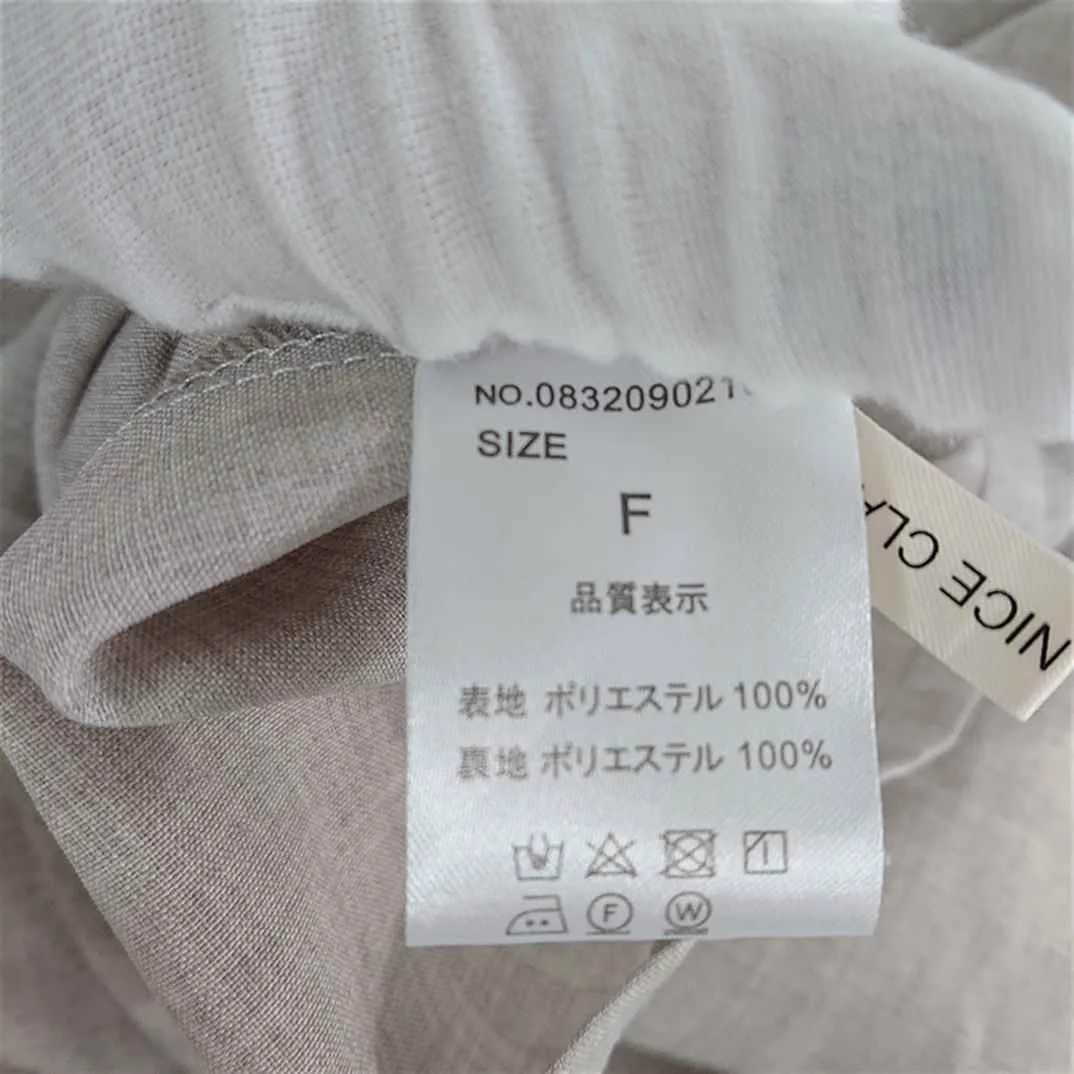 NO.083209021
SIZE
F
品質表示
表地 ポリエステル 100%
裏地 ポリエステル 100%
F
W
NICE